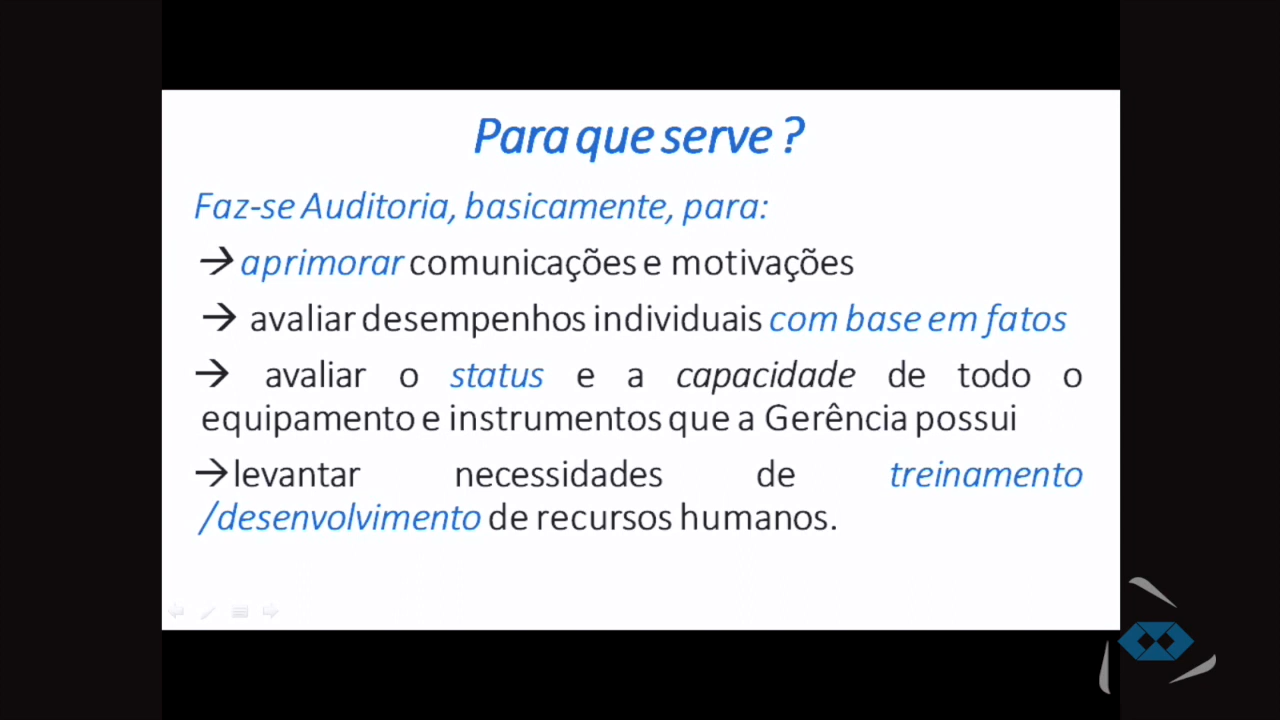 Para que serve ?
Faz-se Auditoria, basicamente, para:
→ aprimorar comunicações e motivações
→ avaliar desempenhos individuais com base em fatos
→ avaliar o status e a capacidade de todo o
equipamento e instrumentos que a Gerência possui
→levantar necessidades de treinamento
/desenvolvimento de recursos humanos.